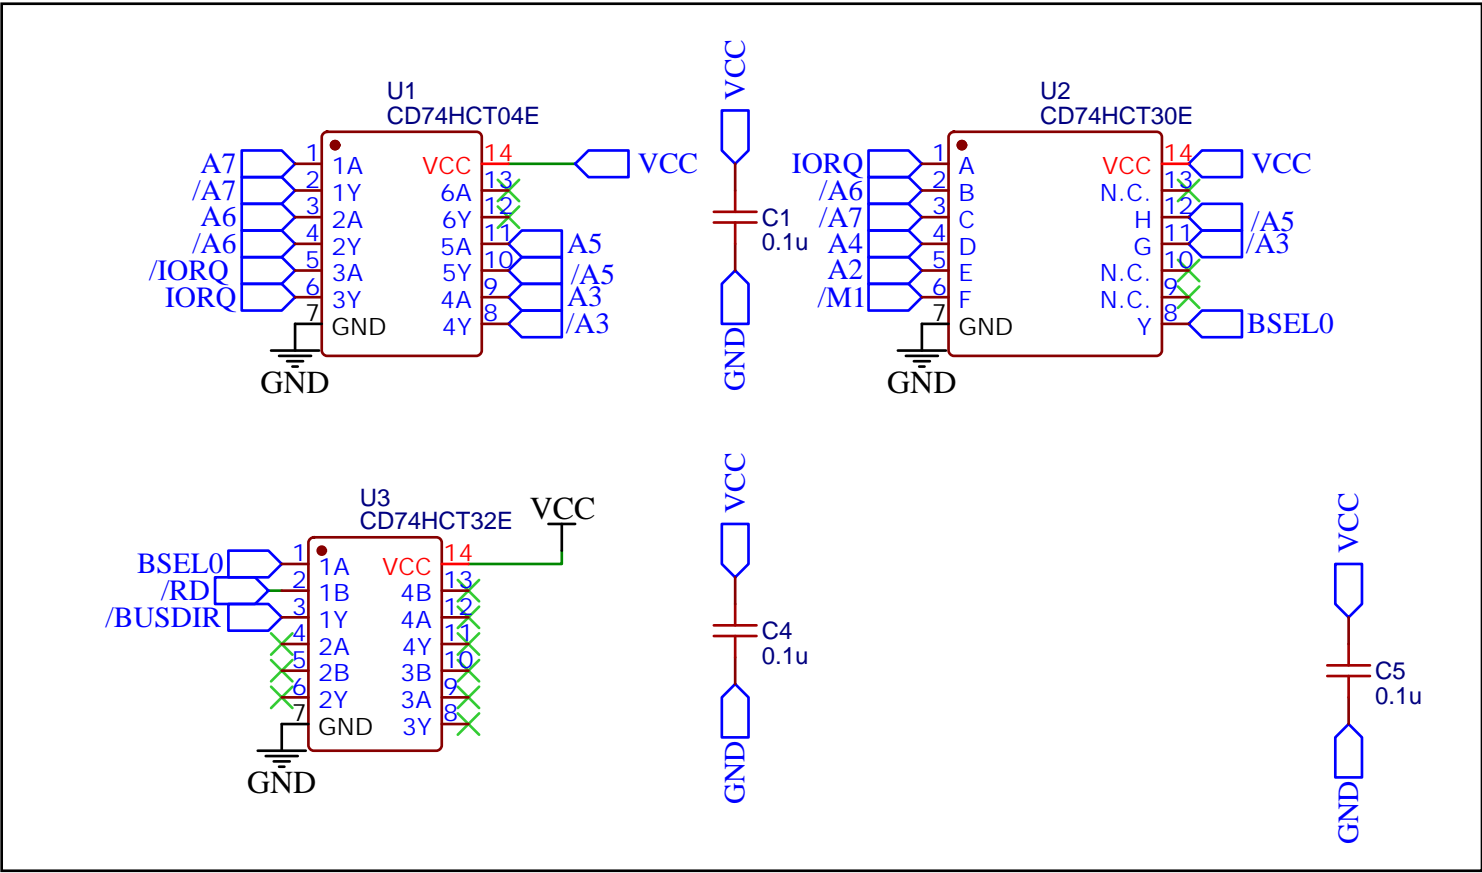 U1
CD74HCT04E
A7 1 1A VCC 14 VCC
/A7 2 1Y 6A 13
A6 3 2A 6Y 12
/A6 4 2Y 5A 11 A5
/IORQ 5 3A 5Y 10 /A5
IORQ 6 3Y 4A 9 A3
7 GND 4Y 8 /A3
GND
VCC
C1
0.1u
GND
U2
CD74HCT30E
IORQ 1 A VCC 14 VCC
/A6 2 B N.C. 13
/A7 3 C H 12 /A5
A4 4 D G 11 /A3
A2 5 E N.C. 10
/M1 6 F N.C. 9
7 GND Y 8 BSEL0
GND
U3
CD74HCT32E
VCC
BSEL0 1 1A VCC 14
/RD 2 1B 4B 13
/BUSDIR 3 1Y 4A 12
4 2A 4Y 11
5 2B 3B 10
6 2Y 3A 9
7 GND 3Y 8
GND
VCC
C4
0.1u
GND
VCC
C5
0.1u
GND